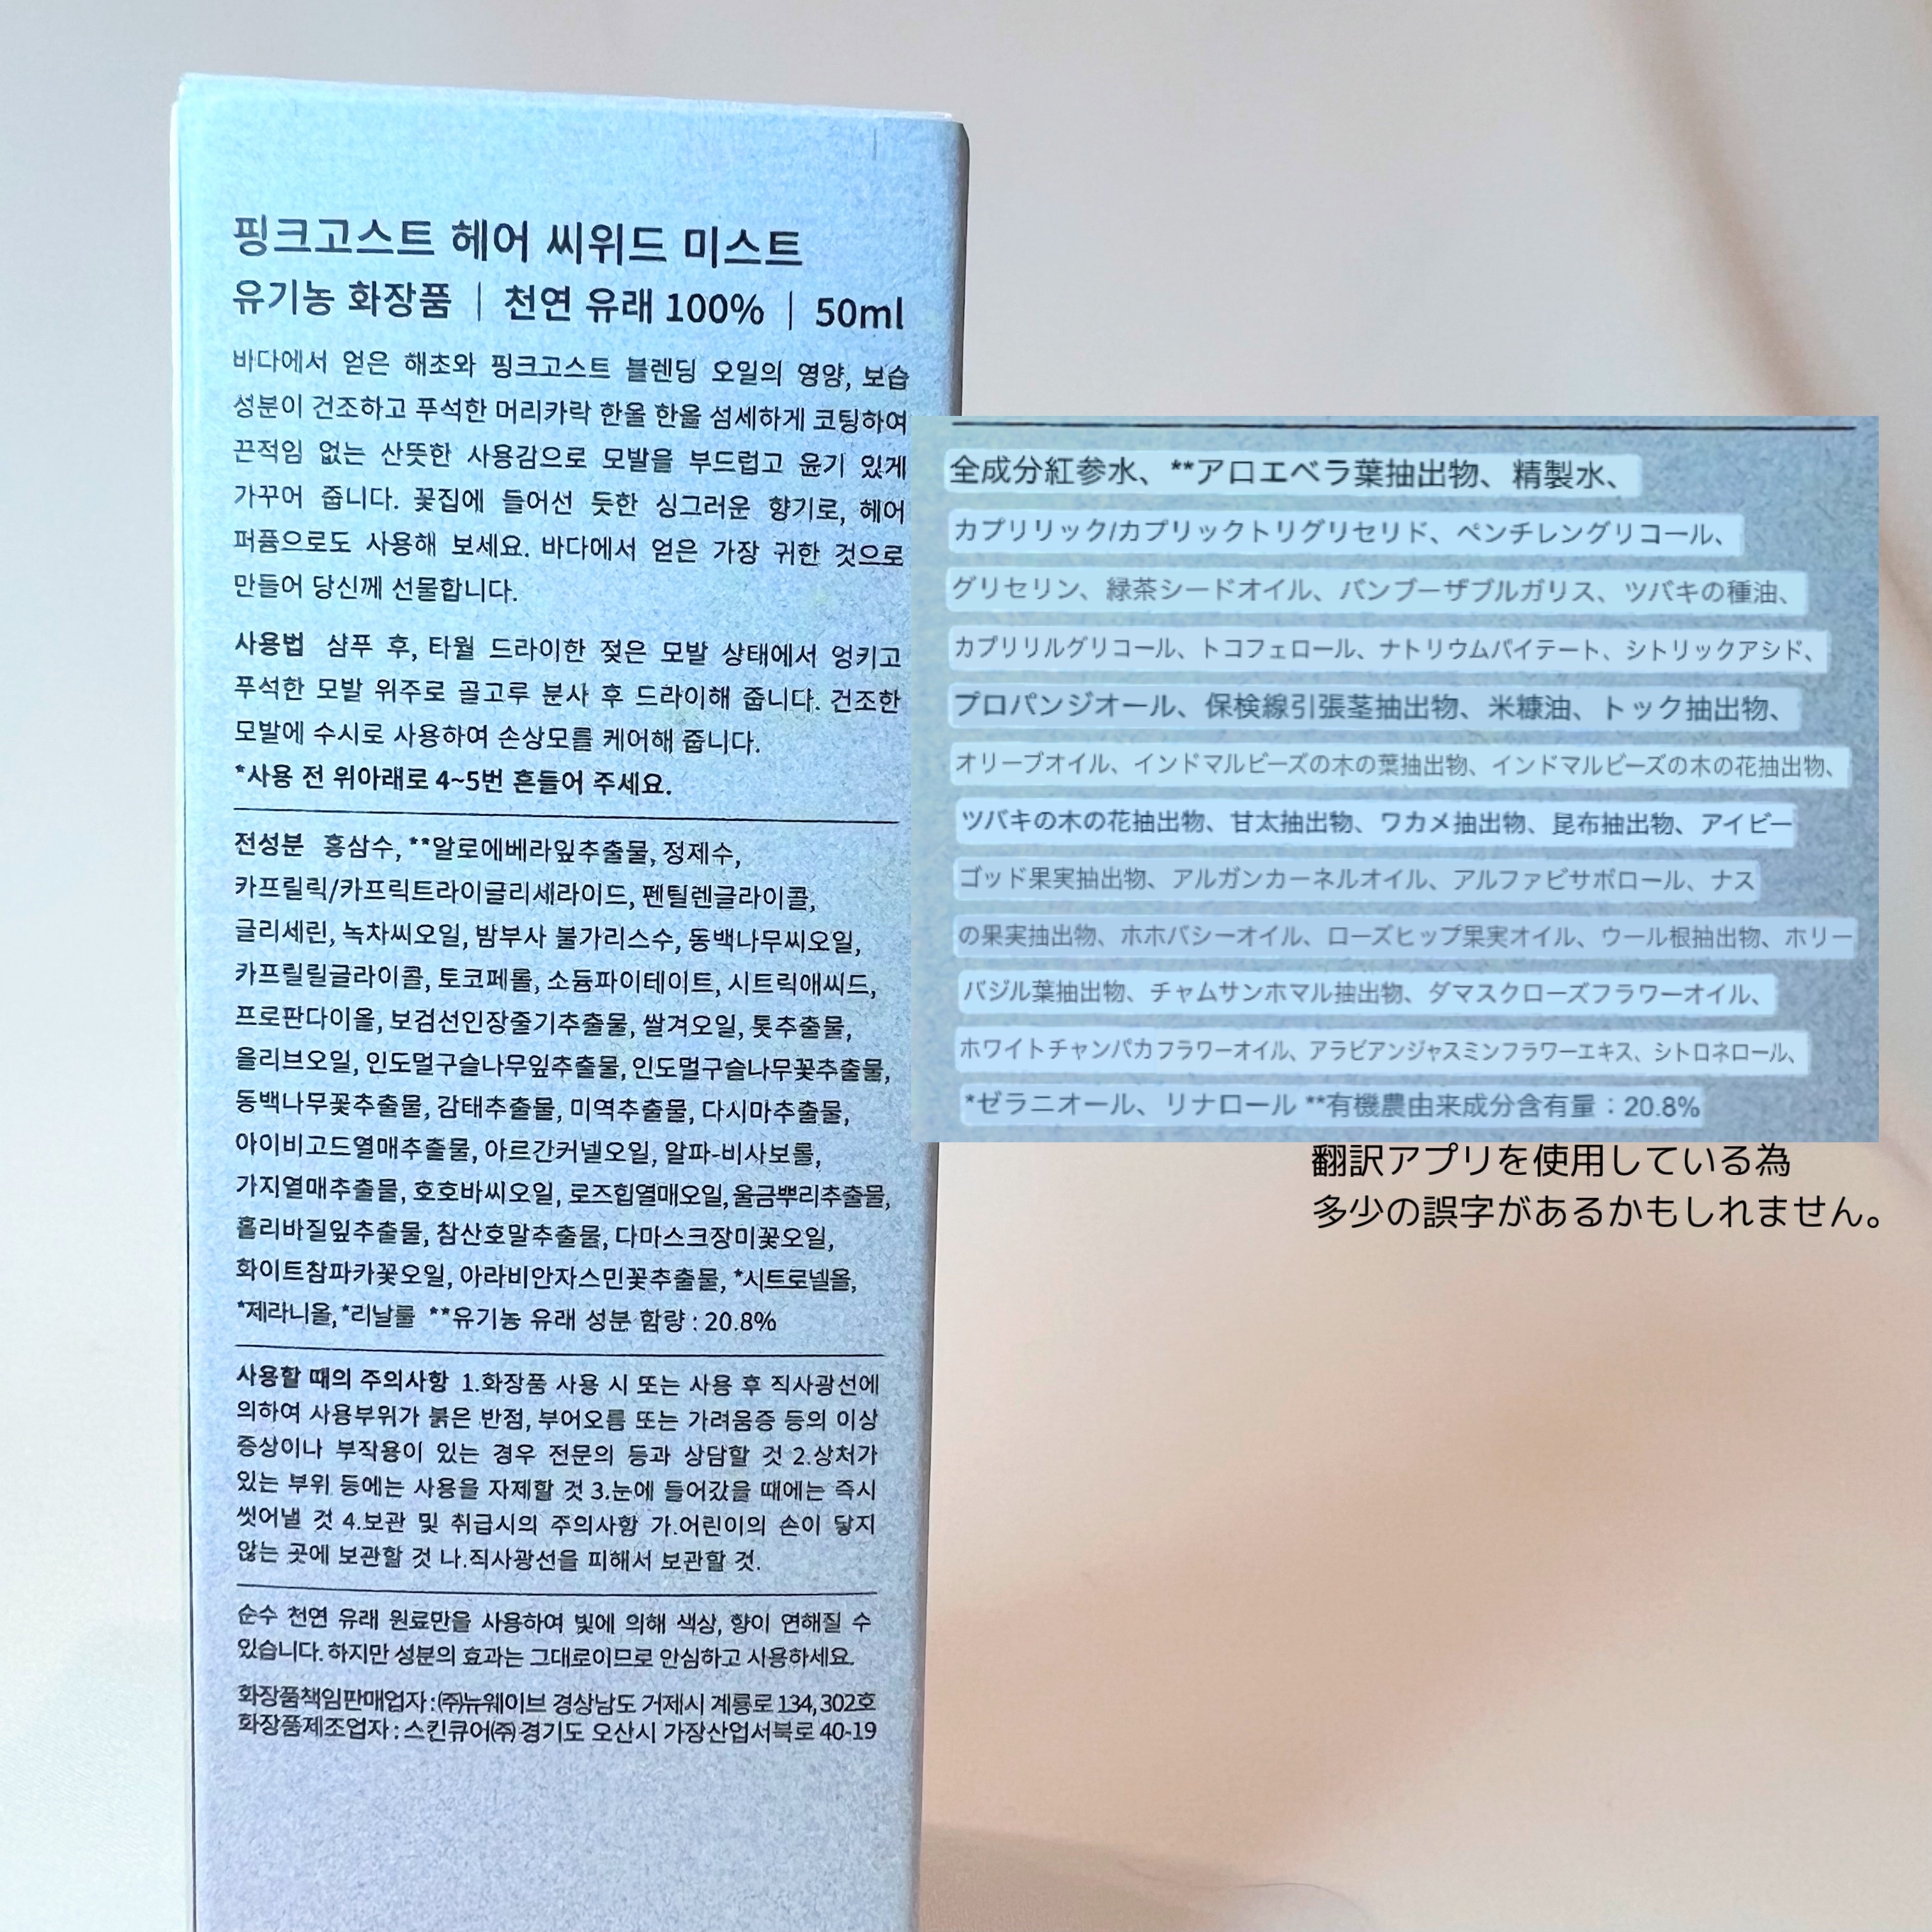 핑크고스트 헤어 씨위드 미스트
유기농 화장품 | 천연 유래 100% | 50ml
바다에서 얻은 해초와 핑크고스트 블렌딩 오일의 영양, 보습
성분이 건조하고 푸석한 머리카락 한올 한올 섬세하게 코팅하여
끈적임 없는 산뜻한 사용감으로 모발을 부드럽고 윤기 있게
가꾸어 줍니다. 꽃집에 들어선 듯한 싱그러운 향기로, 헤어
퍼퓸으로도 사용해 보세요. 바다에서 얻은 가장 귀한 것으로
만들어 당신께 선물합니다.
사용법 샴푸 후, 타월 드라이한 젖은 모발 상태에서 엉키고
푸석한 모발 위주로 골고루 분사 후 드라이해 줍니다. 건조한
모발에 수시로 사용하여 손상모를 케어해 줍니다.
*사용 전 위아래로 4~5번 흔들어 주세요.
전성분 홍삼수, **알로에베라잎추출물, 정제수,
카프릴릭/카프릭트라이글리세라이드, 펜틸렌글라이콜,
글리세린, 녹차씨오일, 밤부사 불가리스수, 동백나무씨오일,
카프릴릴글라이콜, 토코페롤, 소듐파이테이트, 시트릭애씨드,
프로판다이올, 보검선인장줄기추출물, 쌀겨오일, 톳추출물,
올리브오일, 인도멀구슬나무잎추출물, 인도멀구슬나무꽃추출물,
동백나무꽃추출물, 감태추출물, 미역추출물, 다시마추출물,
아이비고드열매추출물, 아르간커넬오일, 알파-비사보롤,
가지열매추출물, 호호바씨오일, 로즈힙열매오일, 울금뿌리추출물,
홀리바질잎추출물, 참산호말추출물, 다마스크장미꽃오일,
화이트참파카꽃오일, 아라비안자스민꽃추출물, *시트로넬올,
*제라니올, *리날룰 **유기농 유래 성분 함량 : 20.8%
사용할 때의 주의사항 1.화장품 사용 시 또는 사용 후 직사광선에
의하여 사용부위가 붉은 반점, 부어오름 또는 가려움증 등의 이상
증상이나 부작용이 있는 경우 전문의 등과 상담할 것 2.상처가
있는 부위 등에는 사용을 자제할 것 3.눈에 들어갔을 때에는 즉시
씻어낼 것 4.보관 및 취급시의 주의사항 가.어린이의 손이 닿지
않는 곳에 보관할 것 나.직사광선을 피해서 보관할 것.
순수 천연 유래 원료만을 사용하여 빛에 의해 색상, 향이 연해질 수
있습니다. 하지만 성분의 효과는 그대로이므로 안심하고 사용하세요.
화장품책임판매업자 : ㈜뉴웨이브 경상남도 거제시 계룡로 134, 302호
화장품제조업자 : 스킨큐어㈜ 경기도 오산시 가장산업서북로 40-19
全成分紅参水、**アロエベラ葉抽出物、精製水、
カプリリック/カプリックトリグリセリド、ペンチレングリコール、
グリセリン、緑茶シードオイル、バンブーザブルガリス、ツバキの種油、
カプリリルグリコール、トコフェロール、ナトリウムパイテート、シトリックアシド、
プロパンジオール、保検線引張茎抽出物、米糠油、トック抽出物、
オリーブオイル、インドマルビーズの木の葉抽出物、インドマルビーズの木の花抽出物、
ツバキの木の花抽出物、甘太抽出物、ワカメ抽出物、昆布抽出物、アイビー
ゴッド果実抽出物、アルガンカーネルオイル、アルファビサボロール、ナス
の果実抽出物、ホホバシーオイル、ローズヒップ果実オイル、ウール根抽出物、ホリー
バジル葉抽出物、チャムサンホマル抽出物、ダマスクローズフラワーオイル、
ホワイトチャンパカフラワーオイル、アラビアンジャスミンフラワーエキス、シトロネロール、
*ゼラニオール、リナロール **有機農由来成分含有量：20.8%
翻訳アプリを使用している為
多少の誤字があるかもしれません。